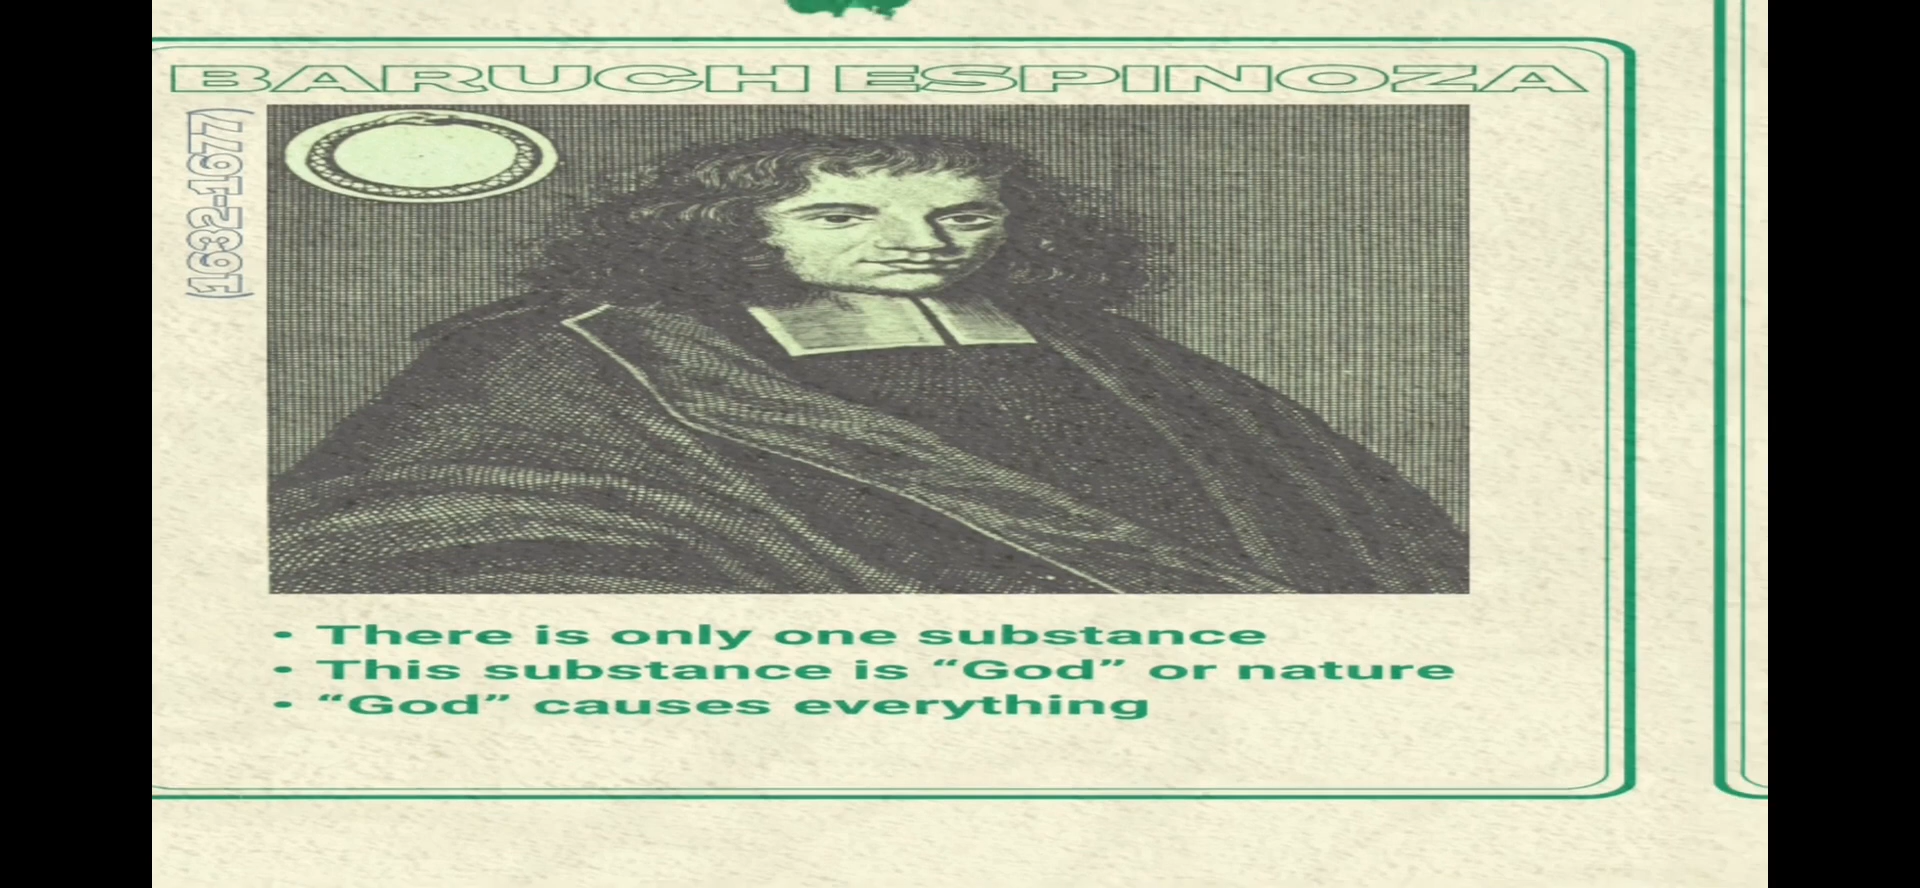 BARUCH ESPINOZA
(1632-1677)
• There is only one substance
• This substance is “God” or nature
• “God” causes everything